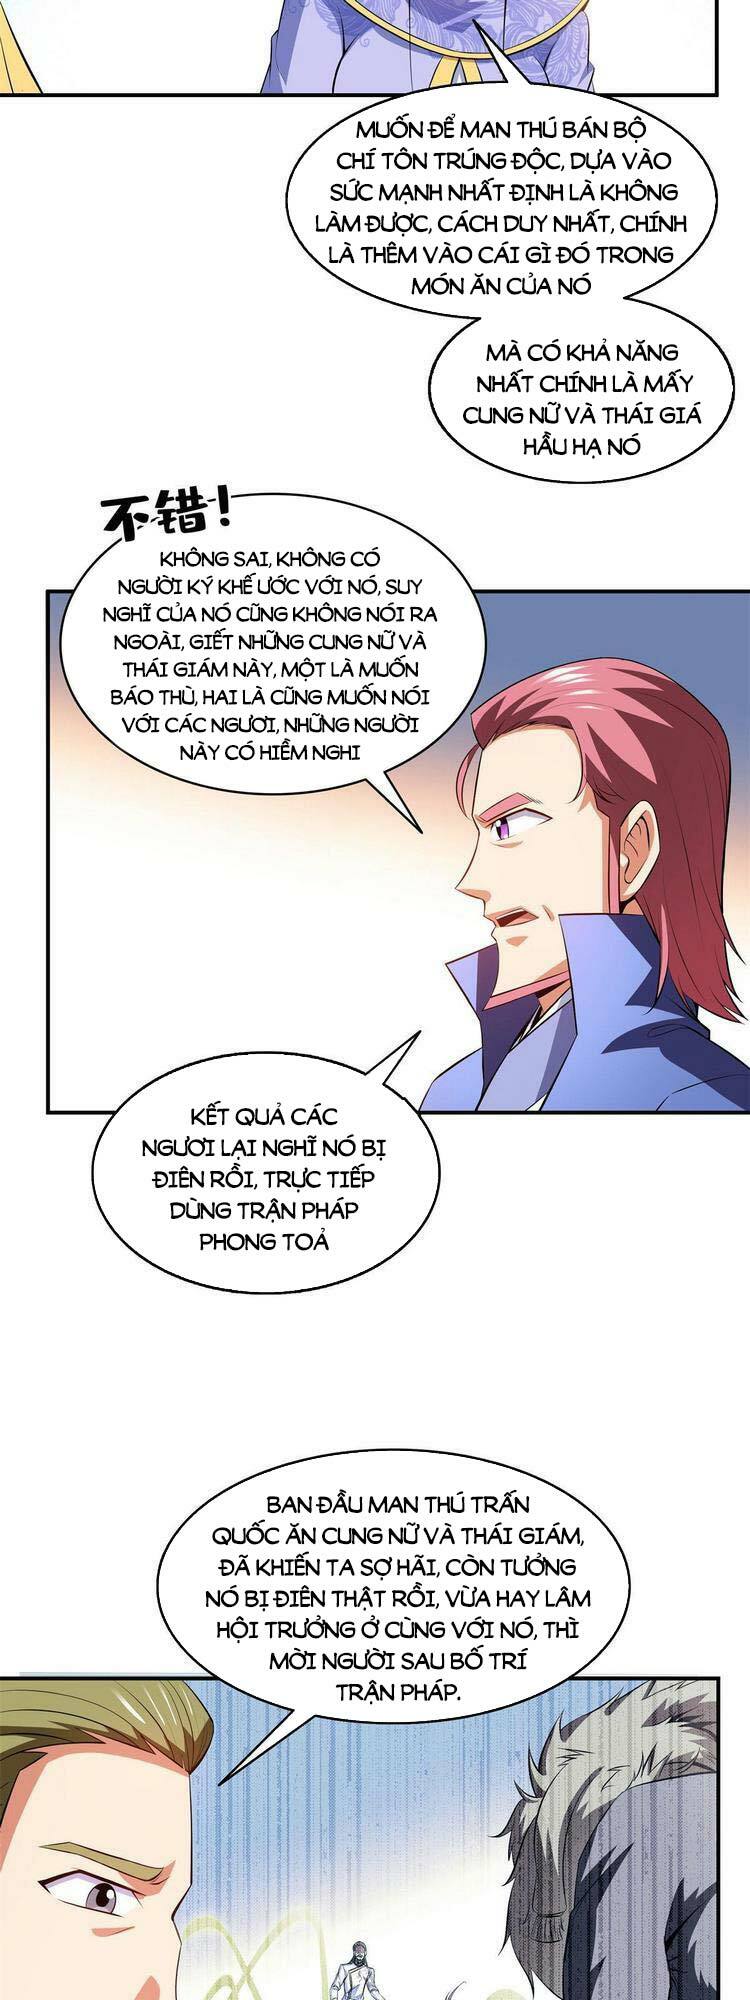 MUỐN ĐỂ MAN THÚ BÁN BỘ
CHÍ TÔN TRÚNG ĐỘC, DỰA VÀO
SỨC MẠNH NHẤT ĐỊNH LÀ KHÔNG
LÀM ĐƯỢC, CÁCH DUY NHẤT, CHÍNH
LÀ THÊM VÀO CÁI GÌ ĐÓ TRONG
MÓN ĂN CỦA NÓ
MÀ CÓ KHẢ NĂNG
NHẤT CHÍNH LÀ MẤY
CUNG NỮ VÀ THÁI GIÁ
HẦU HẠ NÓ
不错!
KHÔNG SAI, KHÔNG CÓ
NGƯỜI KÝ KHẾ ƯỚC VỚI NÓ, SUY
NGHĨ CỦA NÓ CŨNG KHÔNG NÓI RA
NGOÀI, GIẾT NHỮNG CUNG NỮ VÀ
THÁI GIÁM NÀY, MỘT LÀ MUỐN
BÁO THÙ, HAI LÀ CŨNG MUỐN NÓI
VỚI CÁC NGƯƠI, NHỮNG NGƯỜI
NÀY CÓ HIỀM NGHI
KẾT QUẢ CÁC
NGƯƠI LẠI NGHĨ NÓ BỊ
ĐIÊN RỒI, TRỰC TIẾP
DÙNG TRẬN PHÁP
PHONG TOẢ
BAN ĐẦU MAN THÚ TRẤN
QUỐC ĂN CUNG NỮ VÀ THÁI GIÁM,
ĐÃ KHIẾN TA SỢ HÃI, CÒN TƯỞNG
NÓ BỊ ĐIÊN THẬT RỒI, VỪA HAY LÂM
HỘI TRƯỞNG Ở CÙNG VỚI NÓ, THÌ
MỜI NGƯỜI SAU BỐ TRÍ
TRẬN PHÁP.